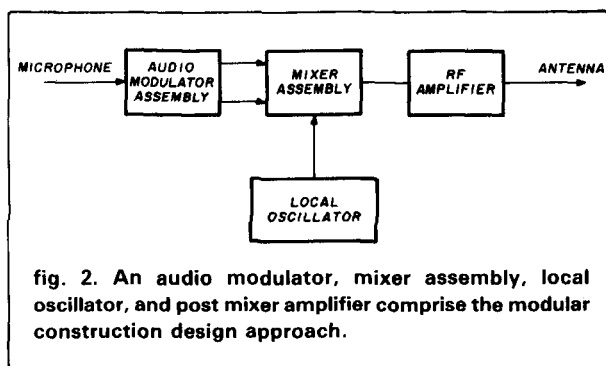 MICROPHONE
AUDIO
MODULATOR
ASSEMBLY
MIXER
ASSEMBLY
RF
AMPLIFIER
ANTENNA
LOCAL
OSCILLATOR
fig. 2. An audio modulator, mixer assembly, local
oscillator, and post mixer amplifier comprise the modular
construction design approach.